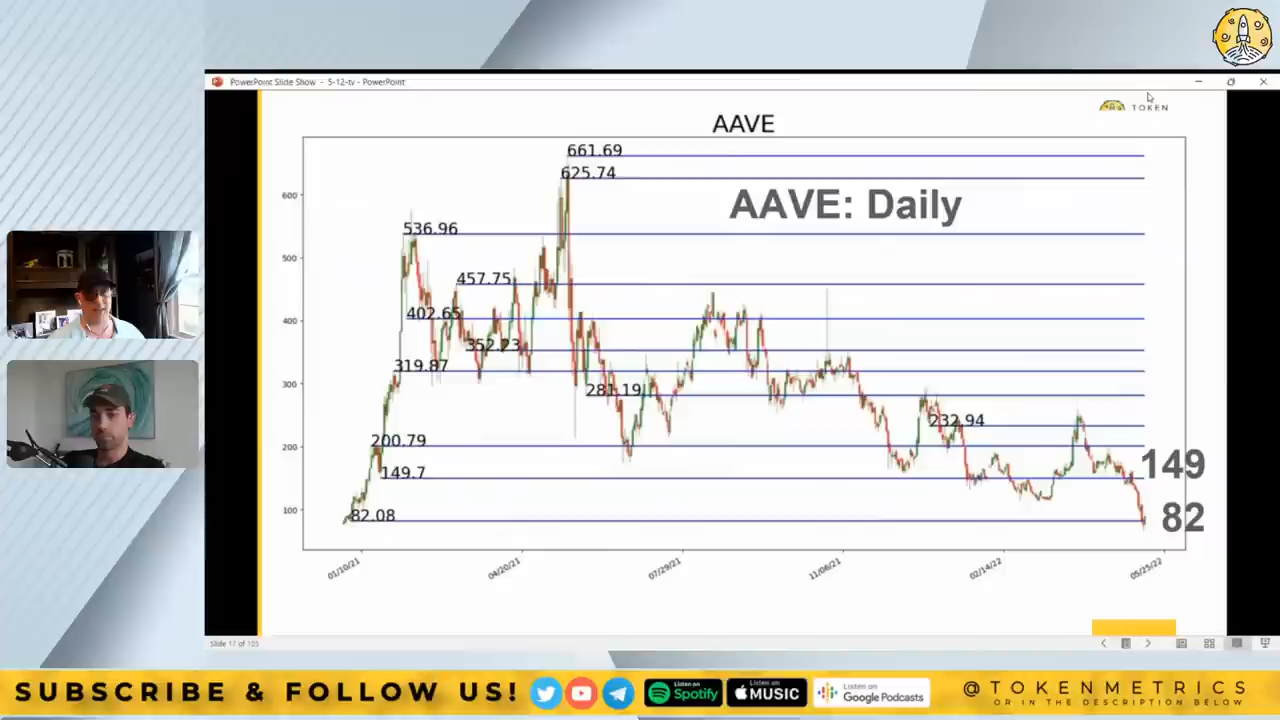 PowerPoint Slide Show - 5-12-tv - PowerPoint
TOKEN
AAVE
661.69
625.74
AAVE: Daily
600
536.96
500
457.75
402.65
400
352.23
319.87
300
281.19
232.94
200.79
200
149
149.7
100
82.08
82
01/10/21
04/20/21
07/29/21
11/06/21
02/14/22
05/25/22
SUBSCRIBE & FOLLOW US!
Listen on
Spotify
Listen on
MUSIC
Listen on
Google Podcasts
@TOKENMETRICS
OR IN THE DESCRIPTION BELOW